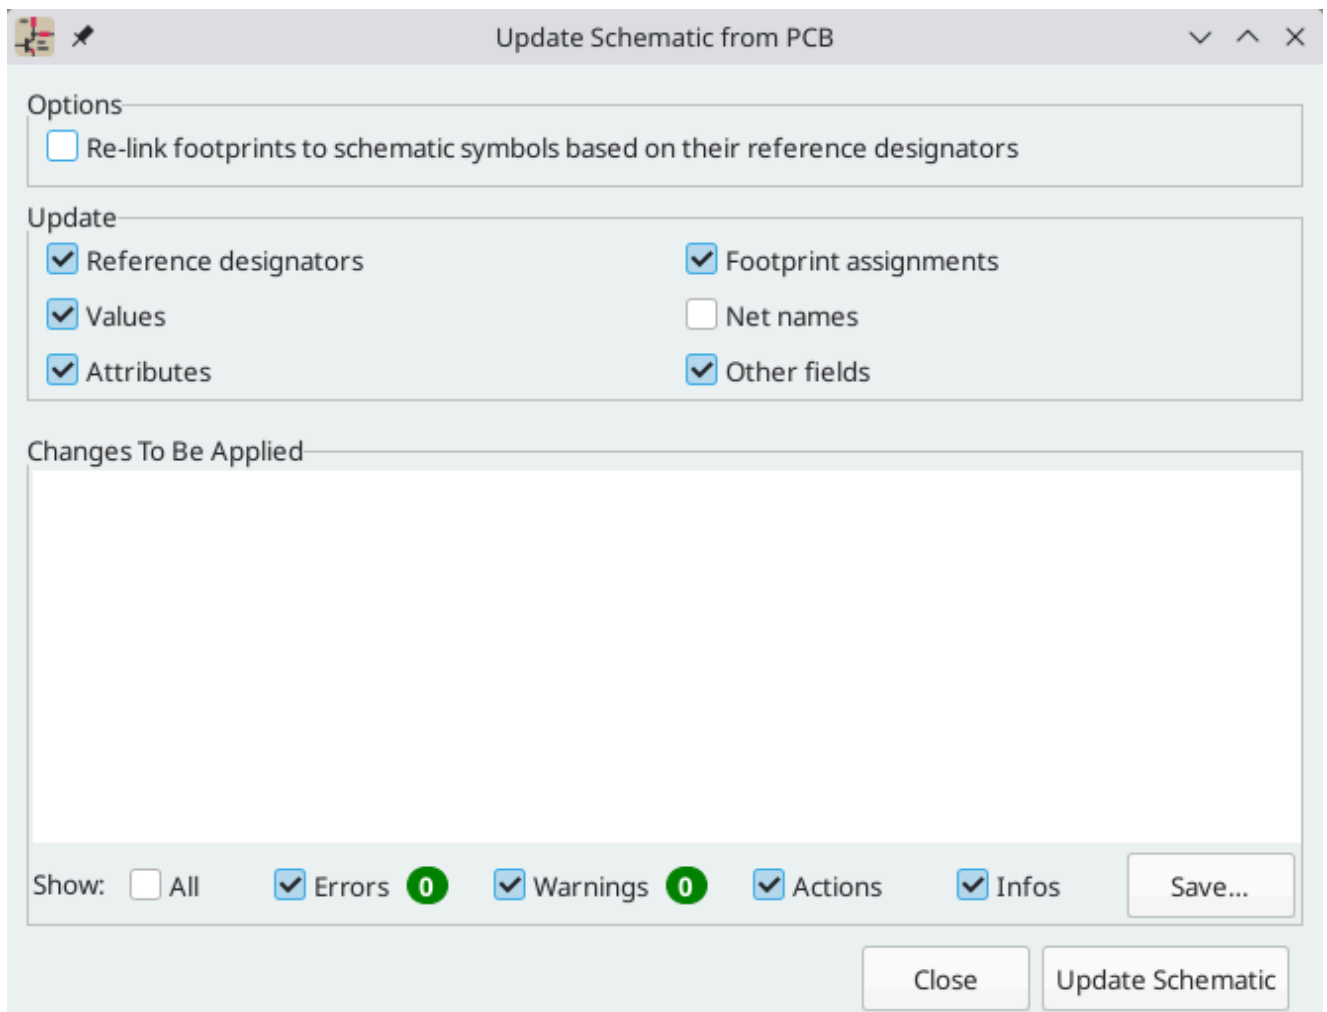 Update Schematic from PCB
Options
Re-link footprints to schematic symbols based on their reference designators
Update
Reference designators
Footprint assignments
Values
Net names
Attributes
Other fields
Changes To Be Applied
Show: All Errors 0 Warnings 0 Actions Infos Save...
Close Update Schematic